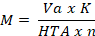 M = Va x K / HTA x n